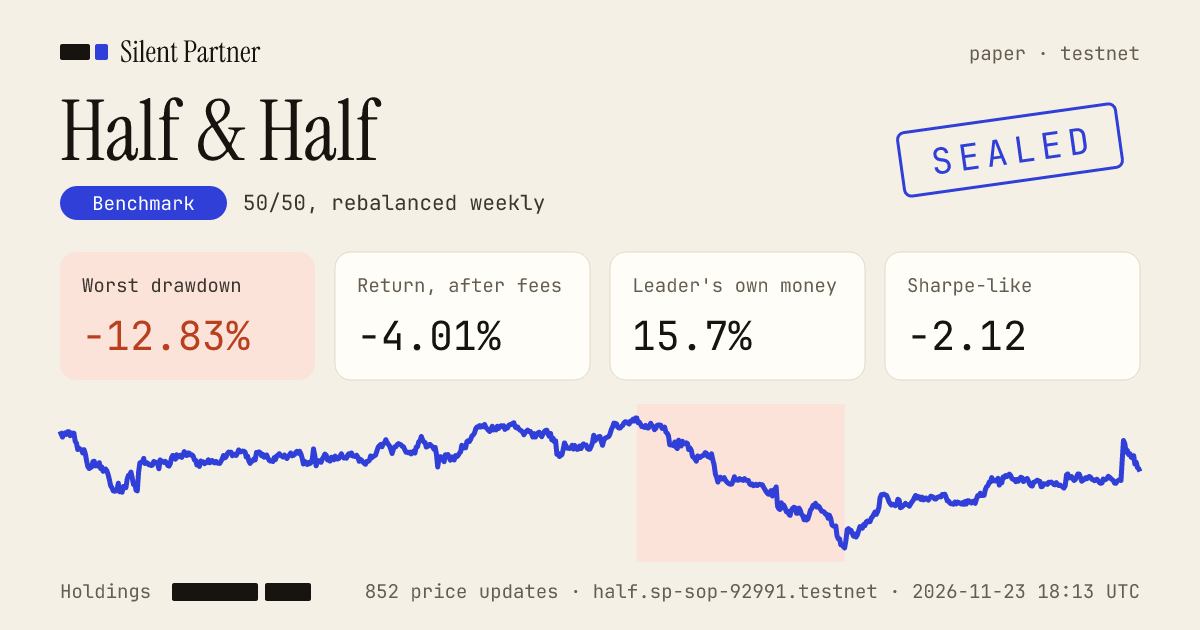 Silent Partner
paper · testnet
Half & Half
SEALED
Benchmark
50/50, rebalanced weekly
Worst drawdown
-12.83%
Return, after fees
-4.01%
Leader's own money
15.7%
Sharpe-like
-2.12
Holdings
852 price updates · half.sp-sop-92991.testnet · 2026-11-23 18:13 UTC